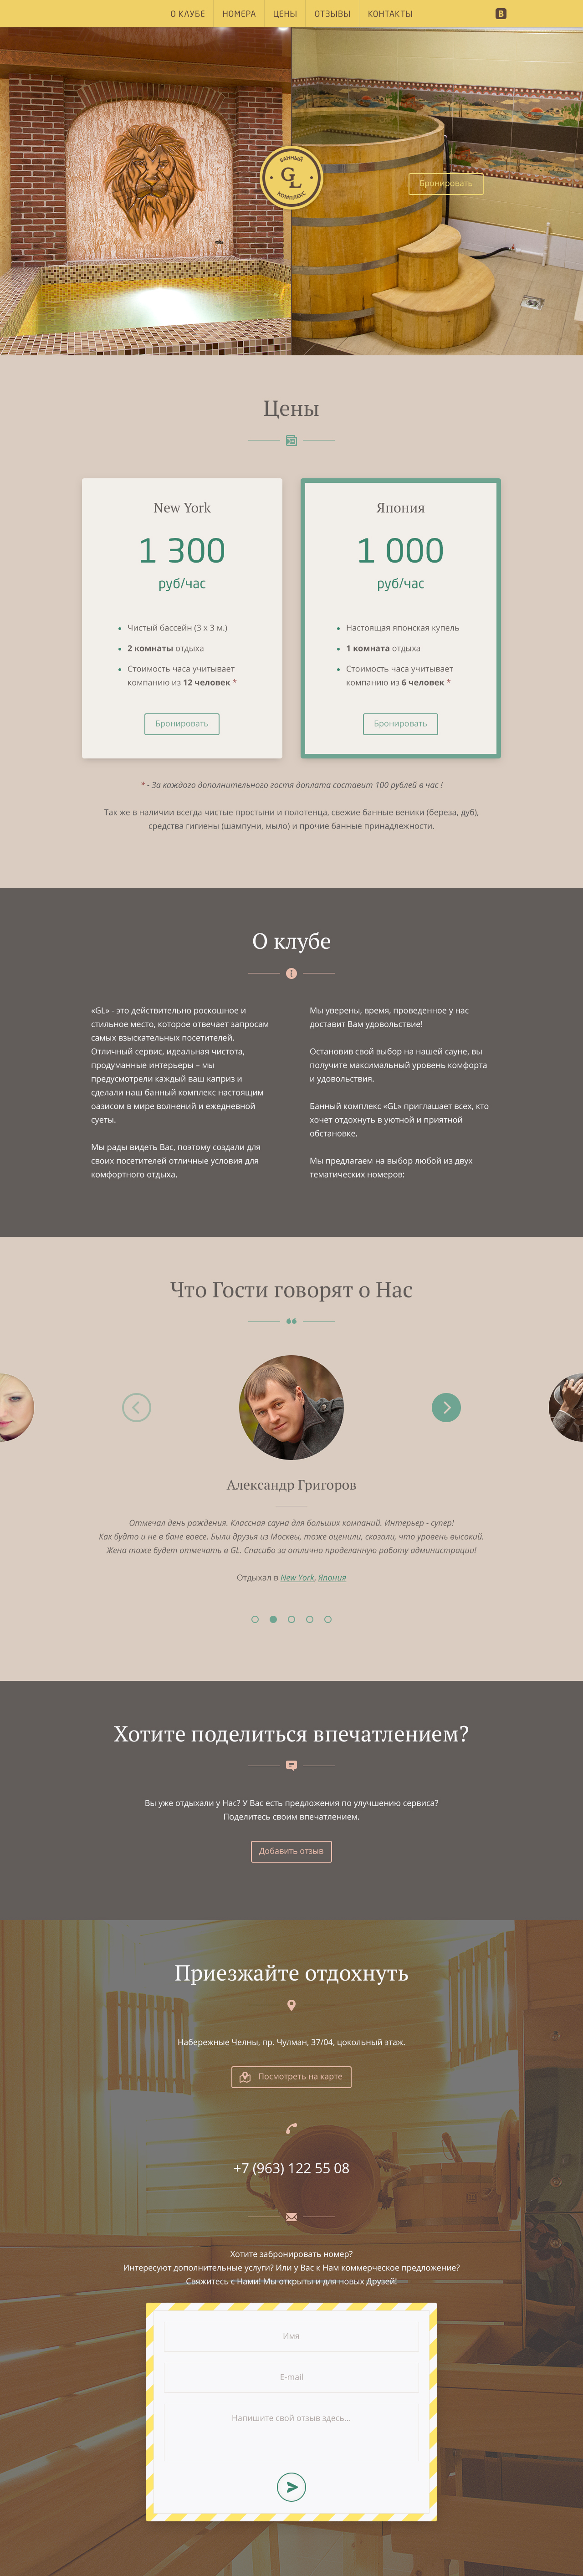 О КЛУБЕ
НОМЕРА
ЦЕНЫ
ОТЗЫВЫ
КОНТАКТЫ
B
БАННЫЙ
GL
КОМПЛЕКС
Бронировать
Цены
New York
1 300
руб/час
Чистый бассейн (3 x 3 м.)
2 комнаты отдыха
Стоимость часа учитывает
компанию из 12 человек *
Бронировать
Япония
1 000
руб/час
Настоящая японская купель
1 комната отдыха
Стоимость часа учитывает
компанию из 6 человек *
Бронировать
* - За каждого дополнительного гостя доплата составит 100 рублей в час !
Так же в наличии всегда чистые простыни и полотенца, свежие банные веники (береза, дуб),
средства гигиены (шампуни, мыло) и прочие банные принадлежности.
О клубе
«GL» - это действительно роскошное и
стильное место, которое отвечает запросам
самых взыскательных посетителей.
Отличный сервис, идеальная чистота,
продуманные интерьеры – мы
предусмотрели каждый ваш каприз и
сделали наш банный комплекс настоящим
оазисом в мире волнений и ежедневной
суеты.
Мы рады видеть Вас, поэтому создали для
своих посетителей отличные условия для
комфортного отдыха.
Мы уверены, время, проведенное у нас
доставит Вам удовольствие!
Остановив свой выбор на нашей сауне, вы
получите максимальный уровень комфорта
и удовольствия.
Банный комплекс «GL» приглашает всех, кто
хочет отдохнуть в уютной и приятной
обстановке.
Мы предлагаем на выбор любой из двух
тематических номеров:
Что Гости говорят о Нас
Александр Григоров
Отмечал день рождения. Классная сауна для больших компаний. Интерьер - супер!
Как будто и не в бане вовсе. Были друзья из Москвы, тоже оценили, сказали, что уровень высокий.
Жена тоже будет отмечать в GL. Спасибо за отлично проделанную работу администрации!
Отдыхал в New York, Япония
Хотите поделиться впечатлением?
Вы уже отдыхали у Нас? У Вас есть предложения по улучшению сервиса?
Поделитесь своим впечатлением.
Добавить отзыв
Приезжайте отдохнуть
Набережные Челны, пр. Чулман, 37/04, цокольный этаж.
Посмотреть на карте
+7 (963) 122 55 08
Хотите забронировать номер?
Интересуют дополнительные услуги? Или у Вас к Нам коммерческое предложение?
Свяжитесь с Нами! Мы открыты и для новых Друзей!
Имя
E-mail
Напишите свой отзыв здесь...